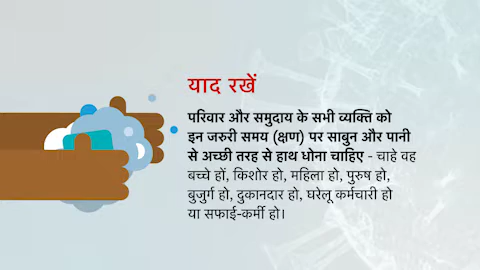 याद रखें
परिवार और समुदाय के सभी व्यक्ति को
इन जरुरी समय (क्षण) पर साबुन और पानी
से अच्छी तरह से हाथ धोना चाहिए - चाहे वह
बच्चे हों, किशोर हो, महिला हो, पुरुष हो,
बुजुर्ग हो, दुकानदार हो, घरेलू कर्मचारी हो
या सफाई-कर्मी हो।